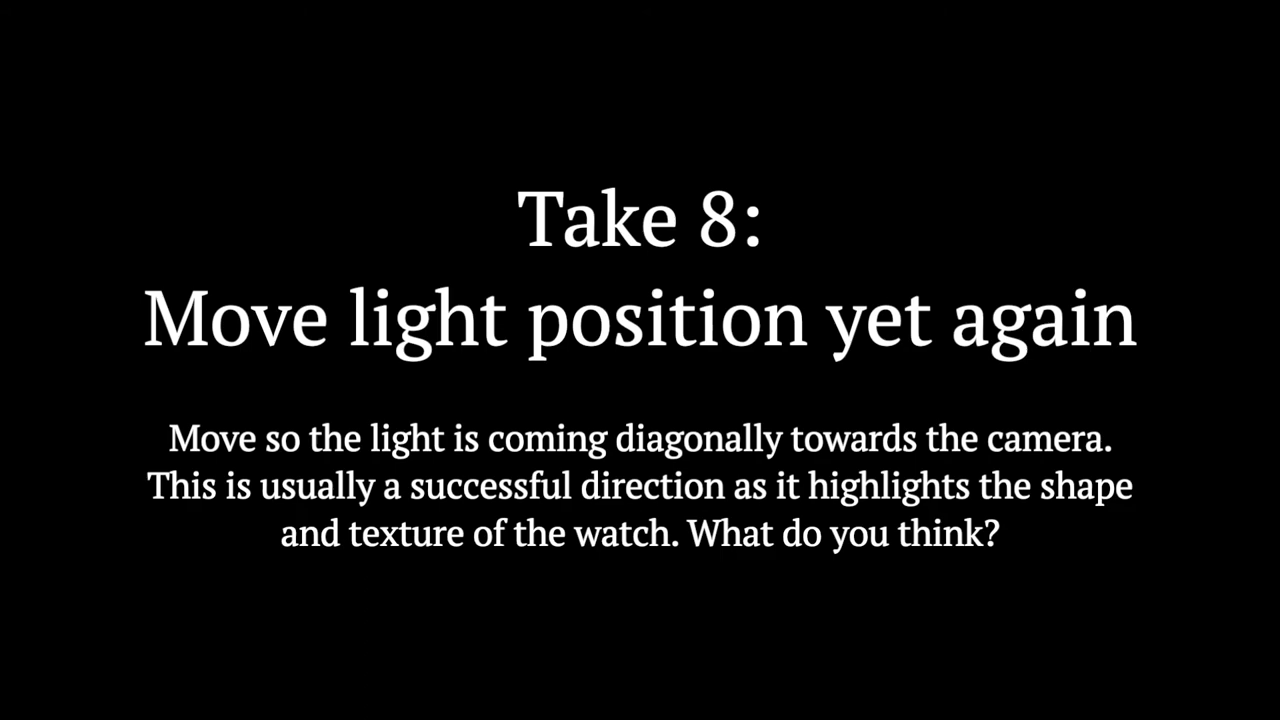 Take 8:
Move light position yet again
Move so the light is coming diagonally towards the camera.
This is usually a successful direction as it highlights the shape
and texture of the watch. What do you think?